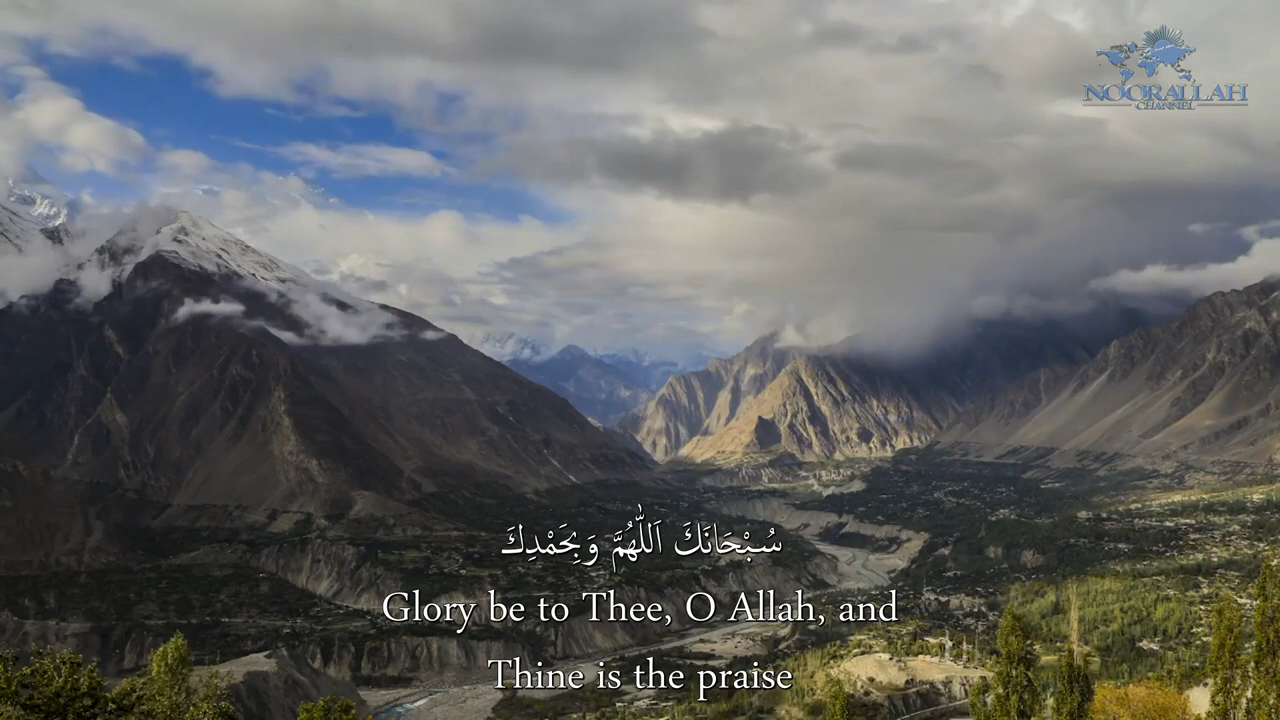 NOORALLAH
CHANNEL
سُبْحَانَكَ اَللّٰهُمَّ وَبِحَمْدِكَ
Glory be to Thee, O Allah, and
Thine is the praise